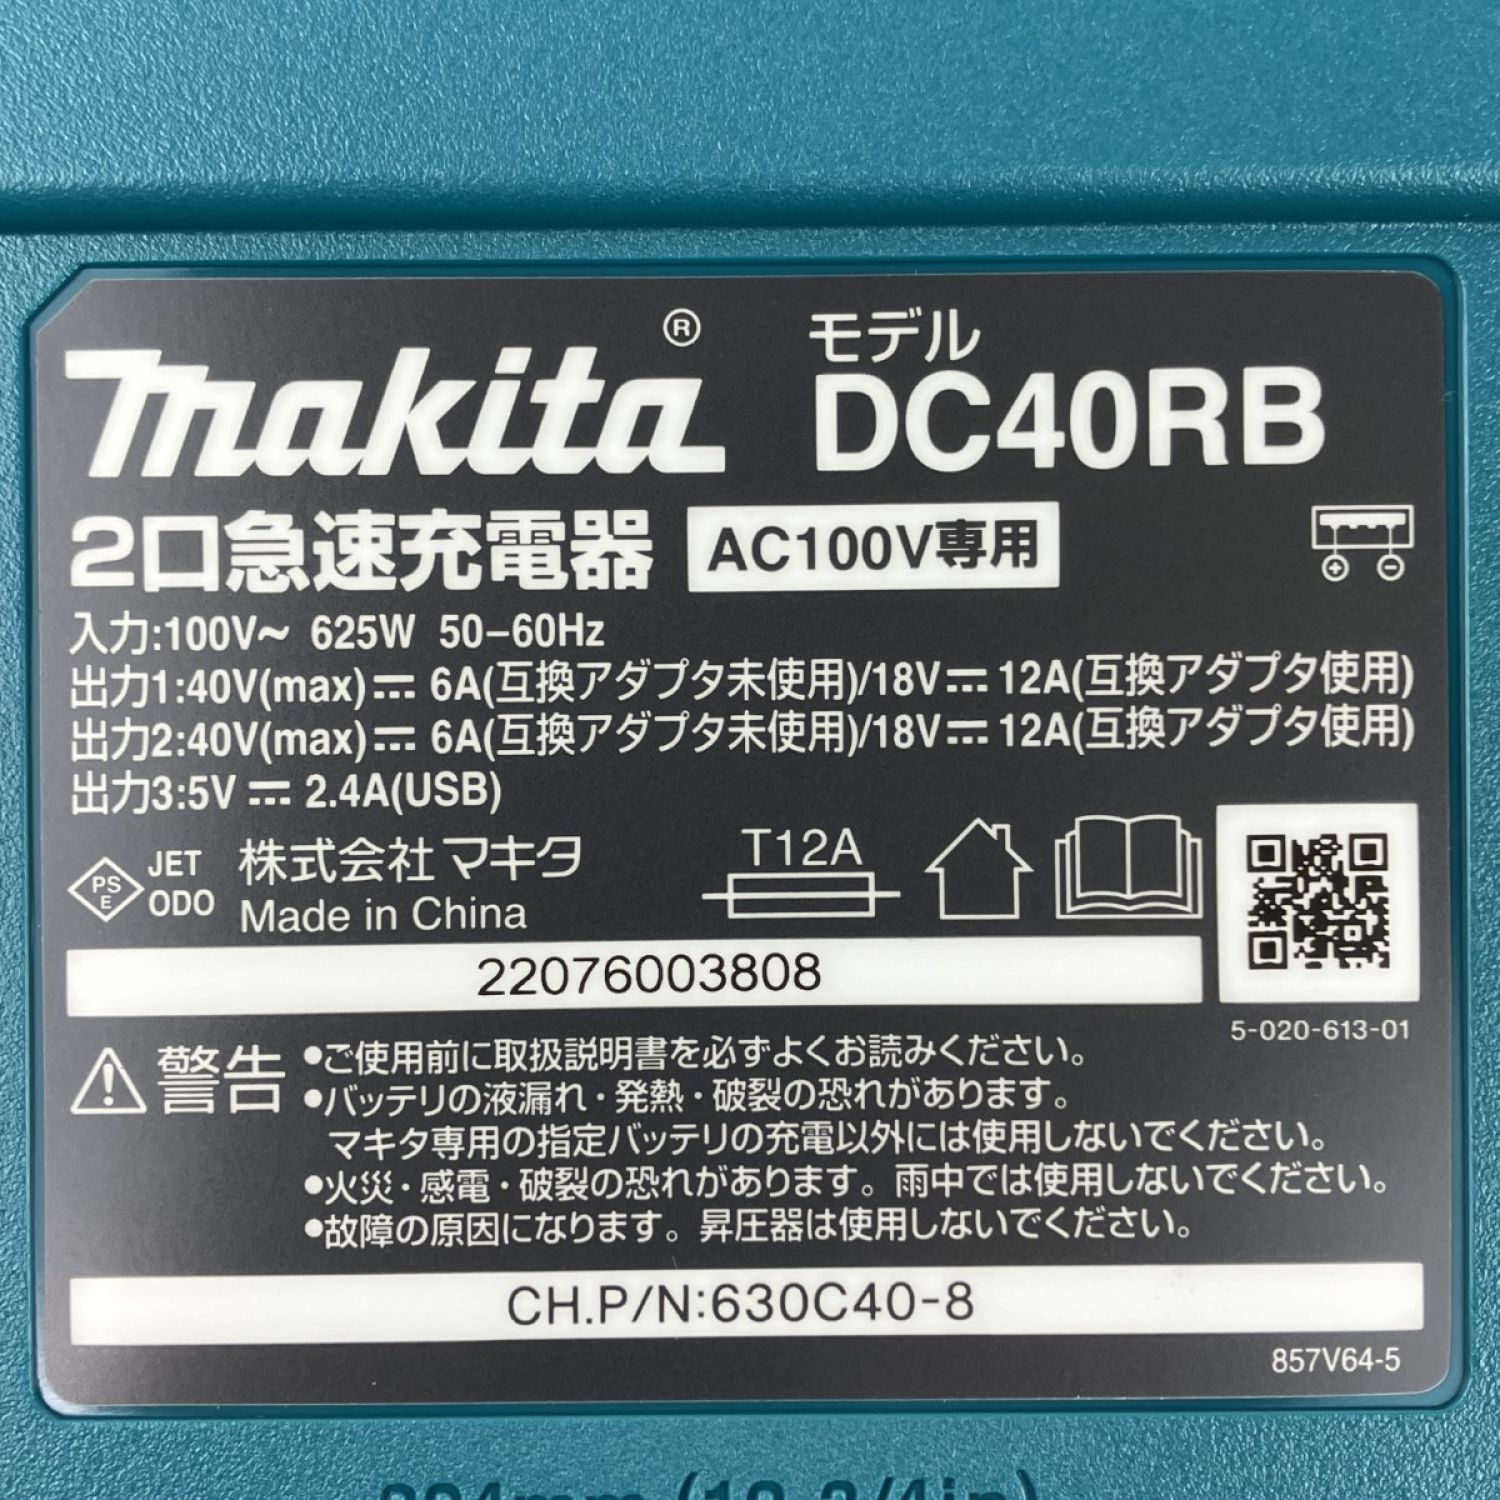 makita®
モデル
DC40RB
2口急速充電器 AC100V専用
入力:100V～ 625W 50–60Hz
出力1:40V(max)⎓ 6A(互換アダプタ未使用)/18V⎓ 12A(互換アダプタ使用)
出力2:40V(max)⎓ 6A(互換アダプタ未使用)/18V⎓ 12A(互換アダプタ使用)
出力3:5V⎓ 2.4A(USB)
PS
E
JET
ODO
株式会社マキタ
Made in China
T12A
22076003808
5-020-613-01
警告
●ご使用前に取扱説明書を必ずよくお読みください。
●バッテリの液漏れ・発熱・破裂の恐れがあります。
マキタ専用の指定バッテリの充電以外には使用しないでください。
●火災・感電・破裂の恐れがあります。雨中では使用しないでください。
●故障の原因になります。昇圧器は使用しないでください。
CH.P/N:630C40-8
857V64-5